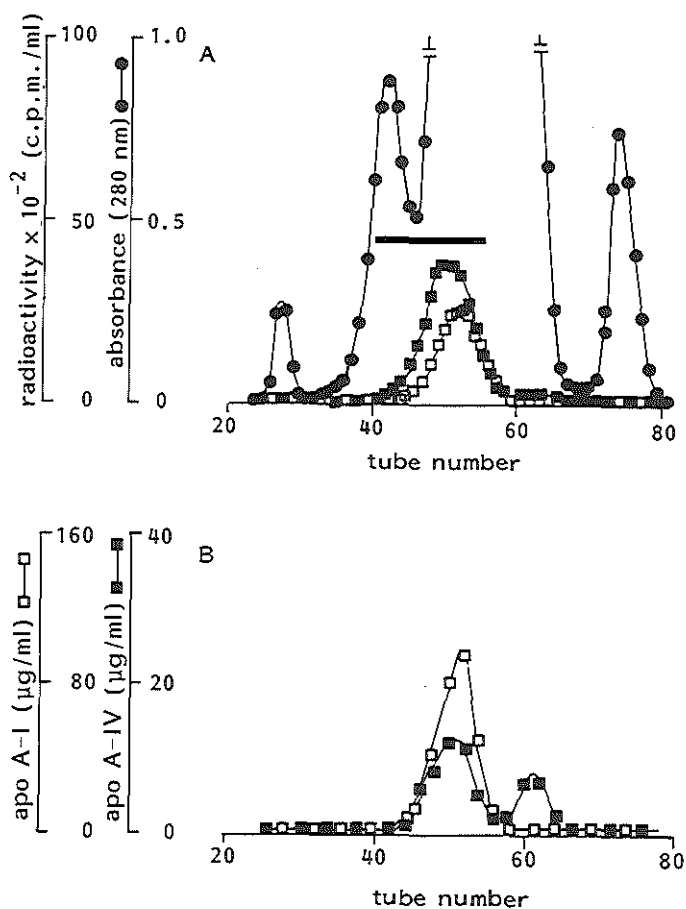 A
radioactivity x 10⁻² (c.p.m./ml)
100
50
0
absorbance (280 nm)
1.0
0.5
0
20 40 60 80
tube number
B
apo A-I (µg/ml)
160
80
0
apo A-IV (µg/ml)
40
20
0
20 40 60 80
tube number